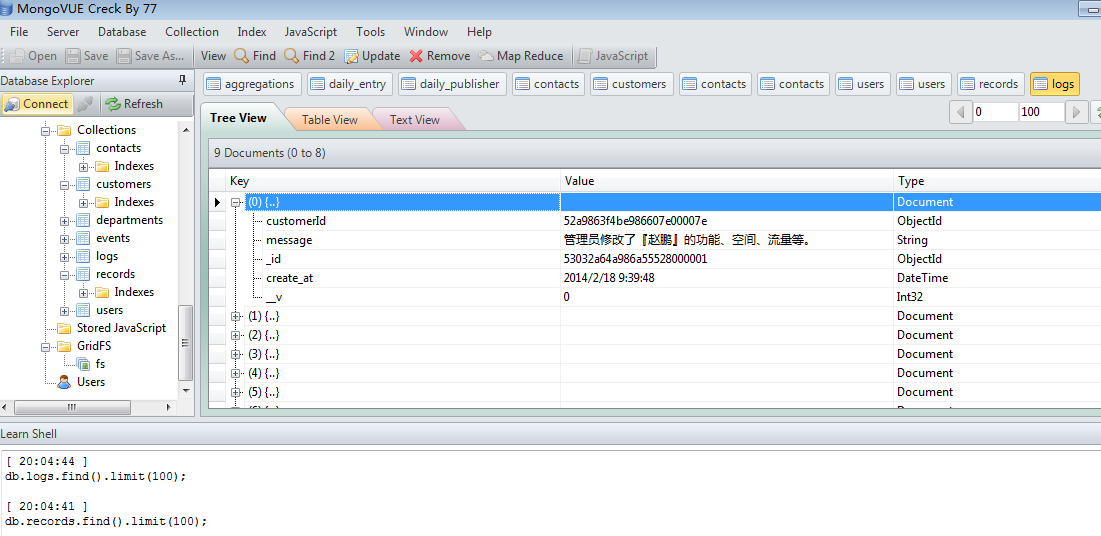 MongoVUE Creck By 77
File Server Database Collection Index JavaScript Tools Window Help
Open Save Save As... View Find Find 2 Update Remove Map Reduce JavaScript
Database Explorer
Connect Refresh
Collections
contacts
Indexes
customers
Indexes
departments
events
logs
records
Indexes
users
Stored JavaScript
GridFS
fs
Users
aggregations daily_entry daily_publisher contacts customers contacts contacts users users records logs
Tree View Table View Text View 0 100
9 Documents (0 to 8)
Key Value Type
(0) {..} Document
customerId 52a9863f4be986607e00007e ObjectId
message 管理员修改了『赵鹏』的功能、空间、流量等。 String
_id 53032a64a986a55528000001 ObjectId
create_at 2014/2/18 9:39:48 DateTime
__v 0 Int32
(1) {..} Document
(2) {..} Document
(3) {..} Document
(4) {..} Document
(5) {..} Document
Learn Shell
[ 20:04:44 ]
db.logs.find().limit(100);
[ 20:04:41 ]
db.records.find().limit(100);